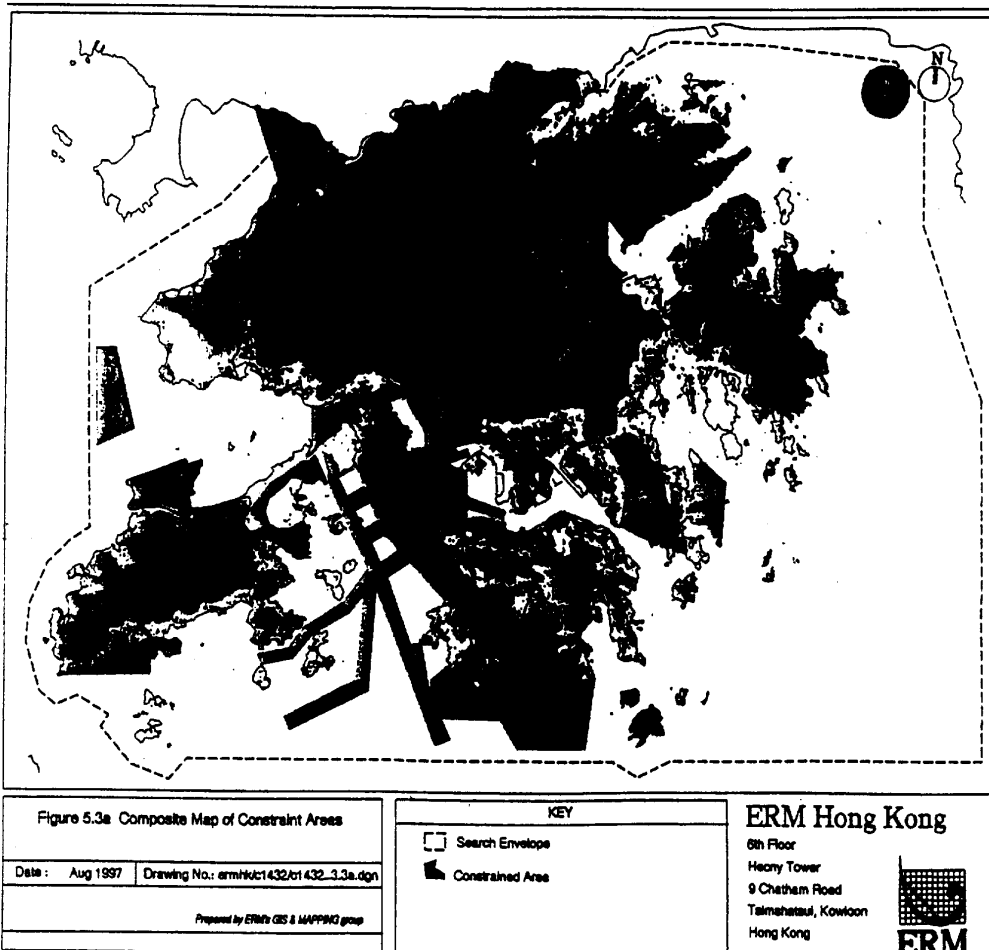 N
Figure 5.3a Composite Map of Constraint Areas
Date : Aug 1997 Drawing No.: ermhk/c1432/c1432_3.3a.dgn
Prepared by ERM's GIS & MAPPING group
KEY
Search Envelope
Constrained Area
ERM Hong Kong
6th Floor
Hecny Tower
9 Chatham Road
Tsimshatsui, Kowloon
Hong Kong
ERM